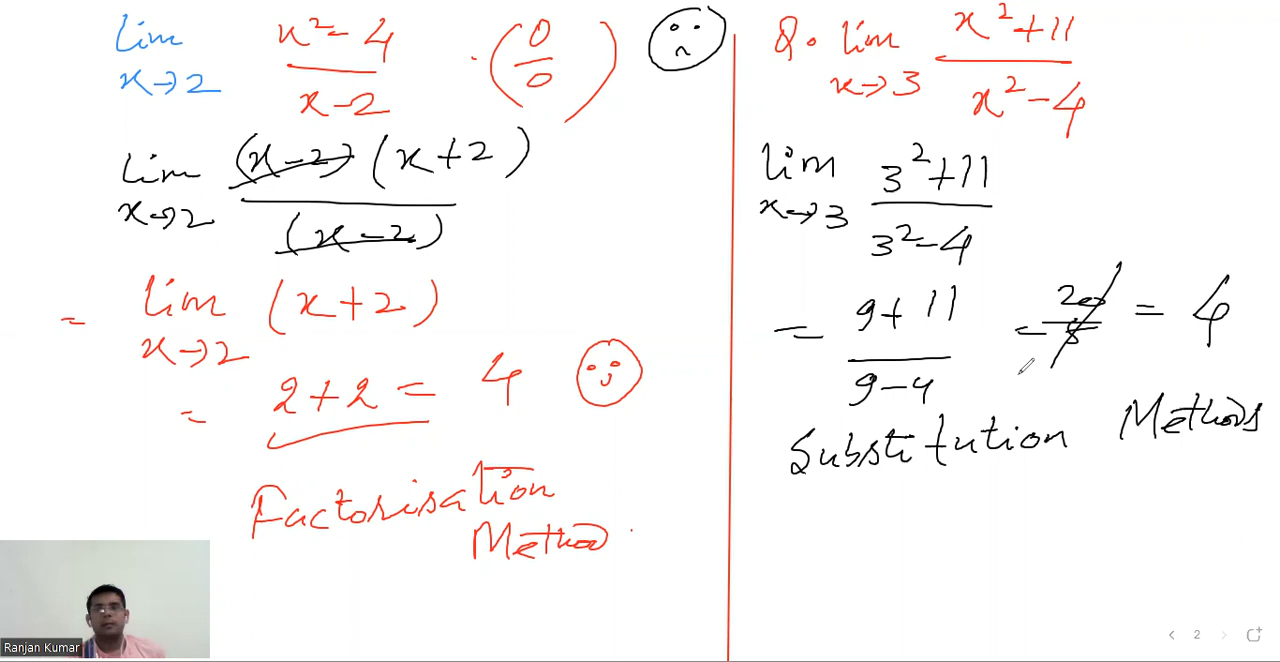 lim x→2 x² - 4 / x - 2 · (0/0)
lim x→2 (x-2)(x+2) / (x-2)
= lim x→2 (x+2)
= 2+2 = 4
Factorisation
Method
Q. lim x→3 x²+11 / x²-4
lim x→3 3²+11 / 3²-4
= 9+11 / 9-4 = 20/5 = 4
Substitution Methods
Ranjan Kumar
2